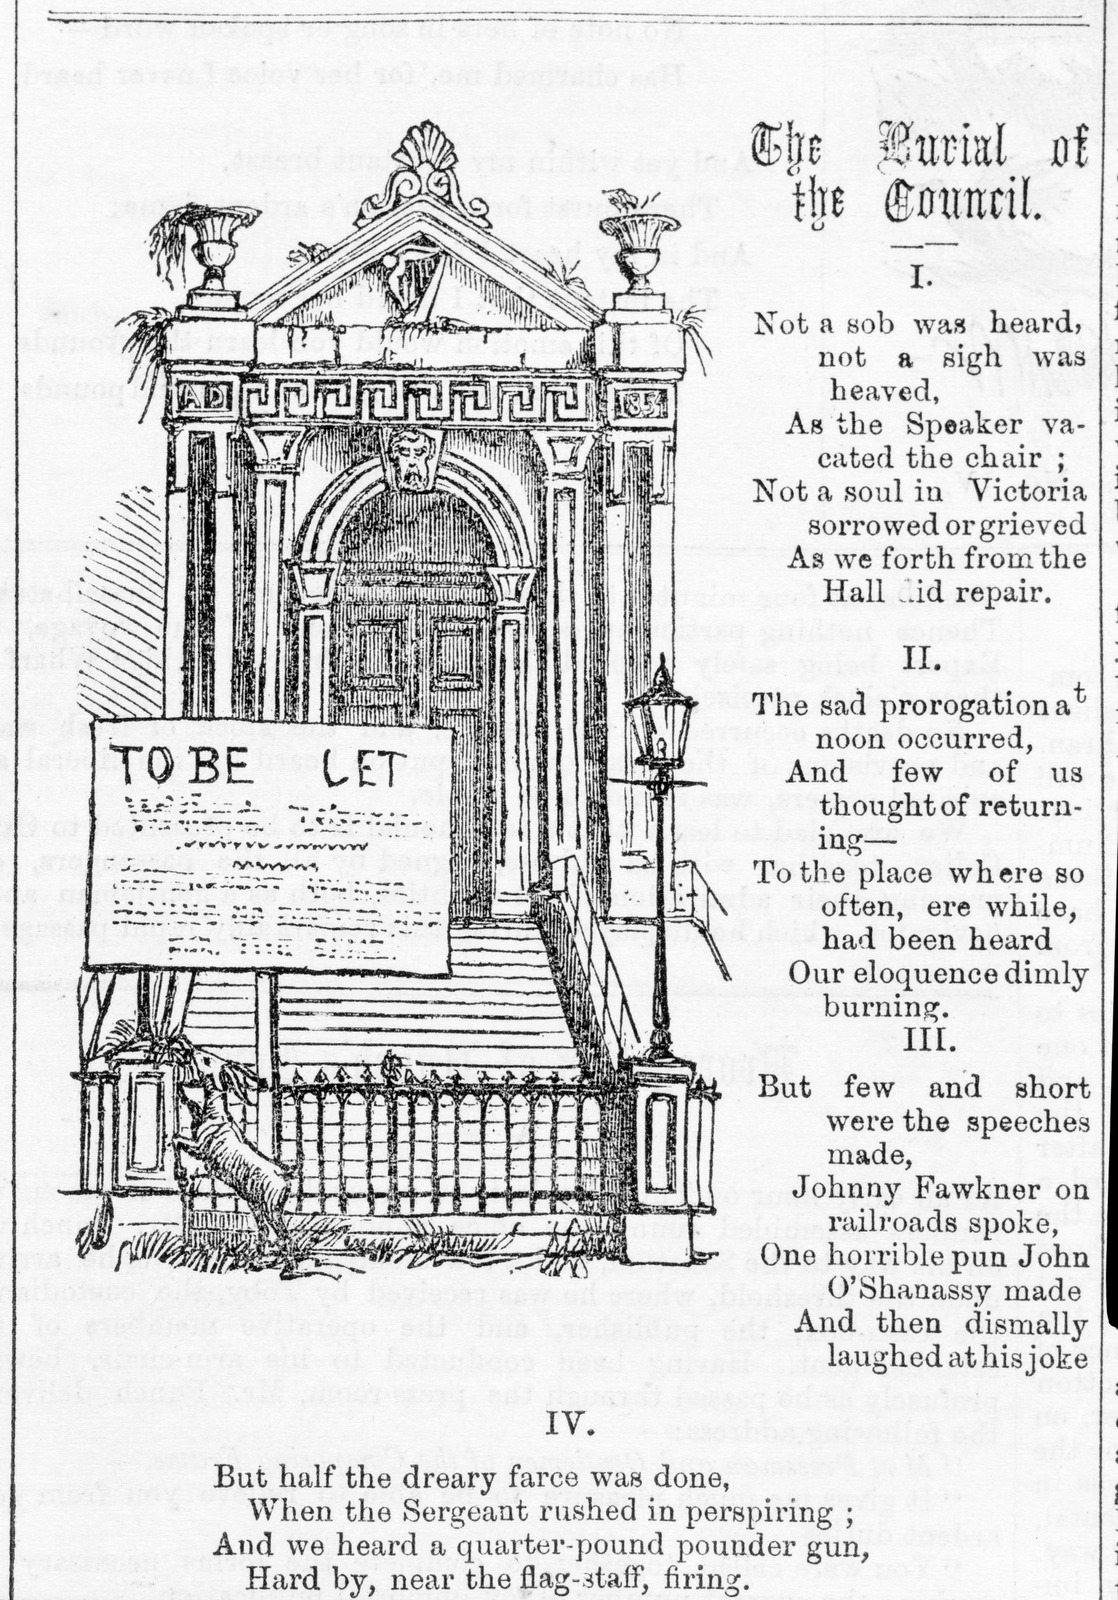 The Burial of
the Council.
I.
Not a sob was heard,
not a sigh was
heaved,
As the Speaker va-
cated the chair ;
Not a soul in Victoria
sorrowed or grieved
As we forth from the
Hall did repair.
II.
The sad prorogation at
noon occurred,
And few of us
thought of return-
ing—
To the place where so
often, ere while,
had been heard
Our eloquence dimly
burning.
III.
But few and short
were the speeches
made,
Johnny Fawkner on
railroads spoke,
One horrible pun John
O'Shanassy made
And then dismally
laughed at his joke
IV.
But half the dreary farce was done,
When the Sergeant rushed in perspiring ;
And we heard a quarter-pound pounder gun,
Hard by, near the flag-staff, firing.
AD
TO BE LET